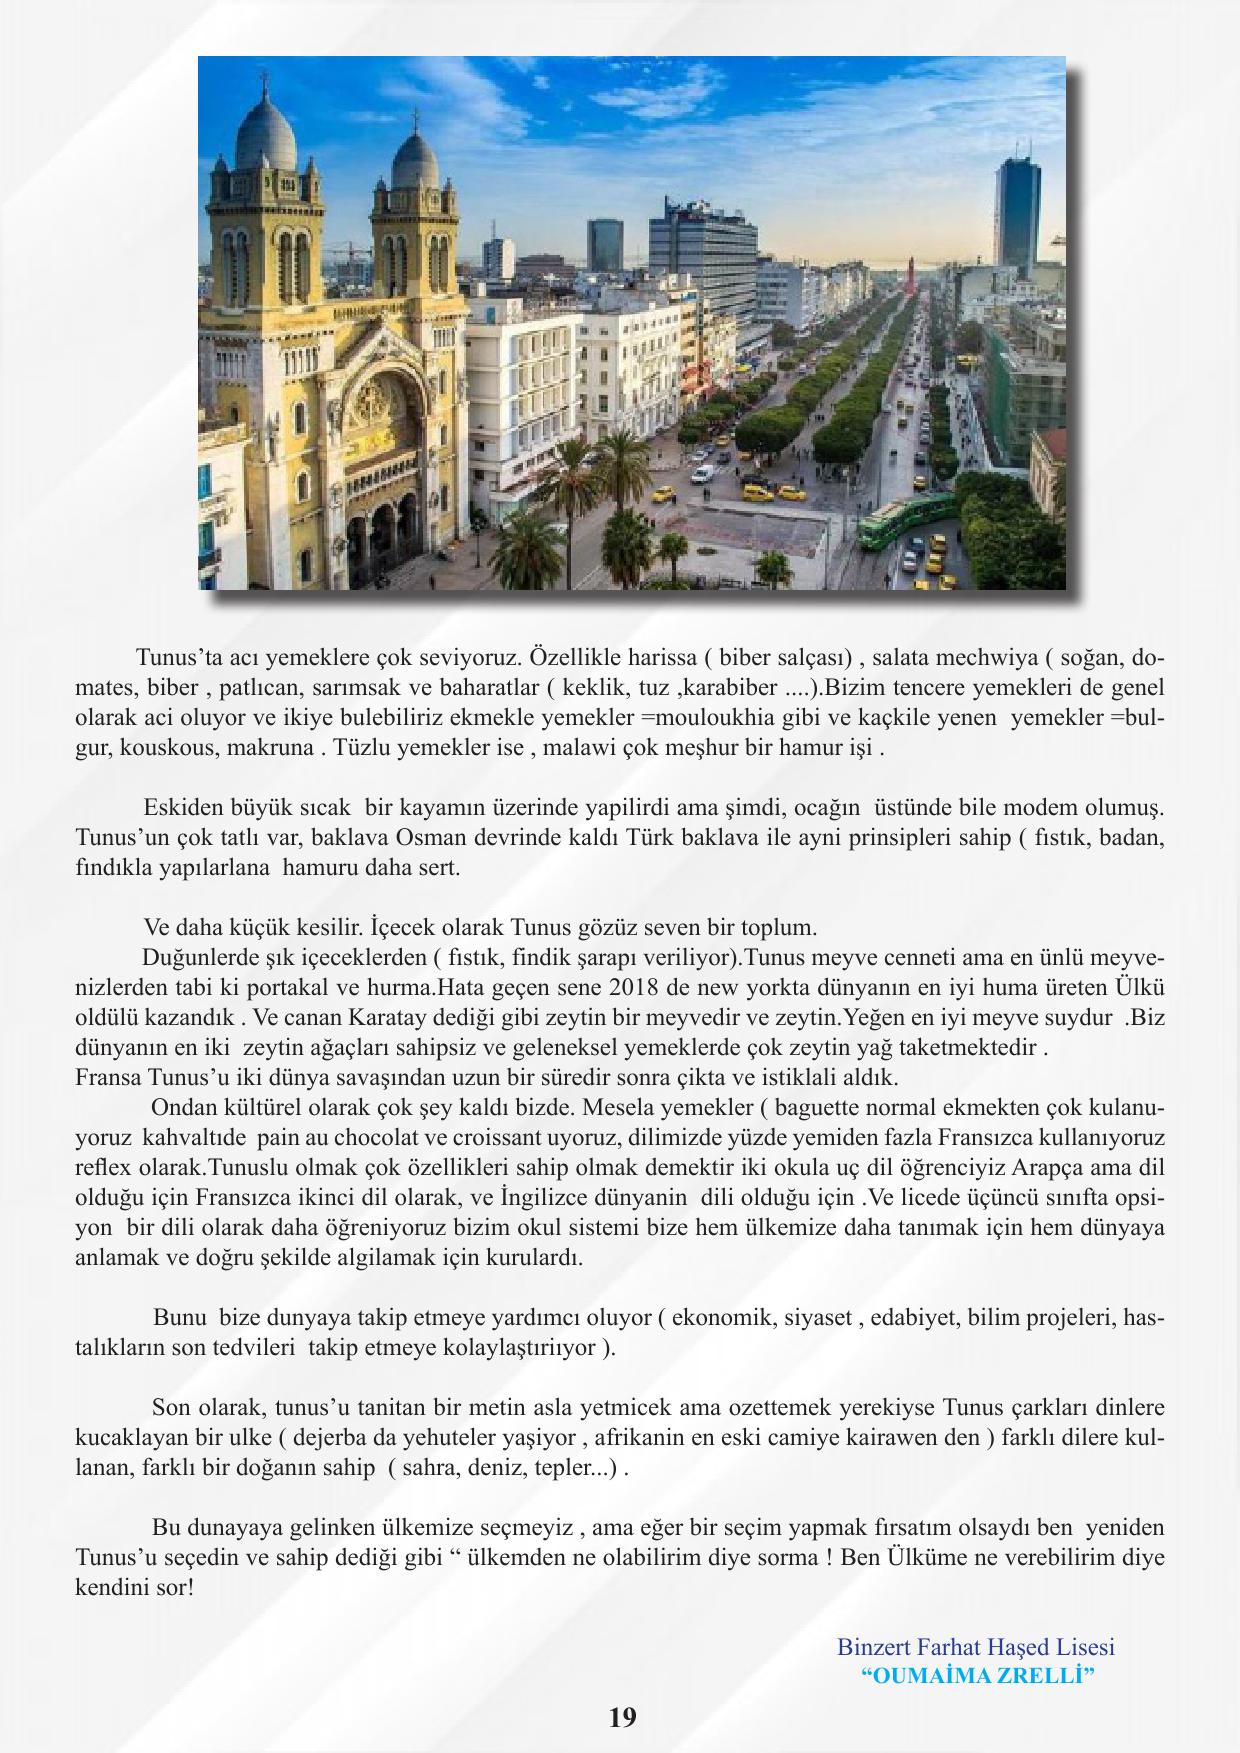 Tunus’ta acı yemeklere çok seviyoruz. Özellikle harissa ( biber salçası) , salata mechwiya ( soğan, do-
mates, biber , patlıcan, sarımsak ve baharatlar ( keklik, tuz ,karabiber ....).Bizim tencere yemekleri de genel
olarak aci oluyor ve ikiye bulebiliriz ekmekle yemekler =mouloukhia gibi ve kaçkile yenen  yemekler =bul-
gur, kouskous, makruna . Tüzlu yemekler ise , malawi çok meşhur bir hamur işi .
Eskiden büyük sıcak  bir kayamın üzerinde yapilirdi ama şimdi, ocağın  üstünde bile modem olumuş.
Tunus’un çok tatlı var, baklava Osman devrinde kaldı Türk baklava ile ayni prinsipleri sahip ( fıstık, badan,
fındıkla yapılarlana  hamuru daha sert.
Ve daha küçük kesilir. İçecek olarak Tunus gözüz seven bir toplum.
Duğunlerde şık içeceklerden ( fıstık, findik şarapı veriliyor).Tunus meyve cenneti ama en ünlü meyve-
nizlerden tabi ki portakal ve hurma.Hata geçen sene 2018 de new yorkta dünyanın en iyi huma üreten Ülkü
oldülü kazandık . Ve canan Karatay dediği gibi zeytin bir meyvedir ve zeytin.Yeğen en iyi meyve suydur  .Biz
dünyanın en iki  zeytin ağaçları sahipsiz ve geleneksel yemeklerde çok zeytin yağ taketmektedir .
Fransa Tunus’u iki dünya savaşından uzun bir süredir sonra çikta ve istiklali aldık.
Ondan kültürel olarak çok şey kaldı bizde. Mesela yemekler ( baguette normal ekmekten çok kulanu-
yoruz  kahvaltıde  pain au chocolat ve croissant uyoruz, dilimizde yüzde yemiden fazla Fransızca kullanıyoruz
reflex olarak.Tunuslu olmak çok özellikleri sahip olmak demektir iki okula uç dil öğrenciyiz Arapça ama dil
olduğu için Fransızca ikinci dil olarak, ve İngilizce dünyanin  dili olduğu için .Ve licede üçüncü sınıfta opsi-
yon  bir dili olarak daha öğreniyoruz bizim okul sistemi bize hem ülkemize daha tanımak için hem dünyaya
anlamak ve doğru şekilde algilamak için kurulardı.
Bunu  bize dunyaya takip etmeye yardımcı oluyor ( ekonomik, siyaset , edabiyet, bilim projeleri, has-
talıkların son tedvileri  takip etmeye kolaylaştıriıyor ).
Son olarak, tunus’u tanitan bir metin asla yetmicek ama ozettemek yerekiyse Tunus çarkları dinlere
kucaklayan bir ulke ( dejerba da yehuteler yaşiyor , afrikanin en eski camiye kairawen den ) farklı dilere kul-
lanan, farklı bir doğanın sahip  ( sahra, deniz, tepler...) .
Bu dunayaya gelinken ülkemize seçmeyiz , ama eğer bir seçim yapmak fırsatım olsaydı ben  yeniden
Tunus’u seçedin ve sahip dediği gibi “ ülkemden ne olabilirim diye sorma ! Ben Ülküme ne verebilirim diye
kendini sor!
Binzert Farhat Haşed Lisesi
“OUMAİMA ZRELLİ”
19